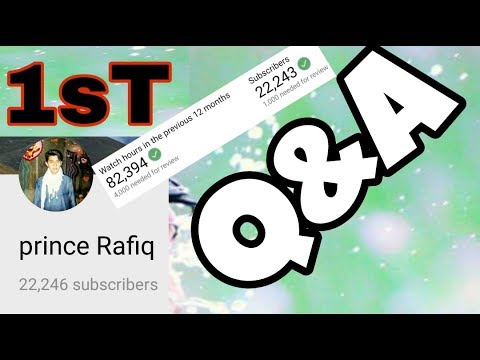 1sT
Watch hours in the previous 12 months
82,394
4,000 needed for review
Subscribers
22,243
1,000 needed for review
Q&A
prince Rafiq
22,246 subscribers